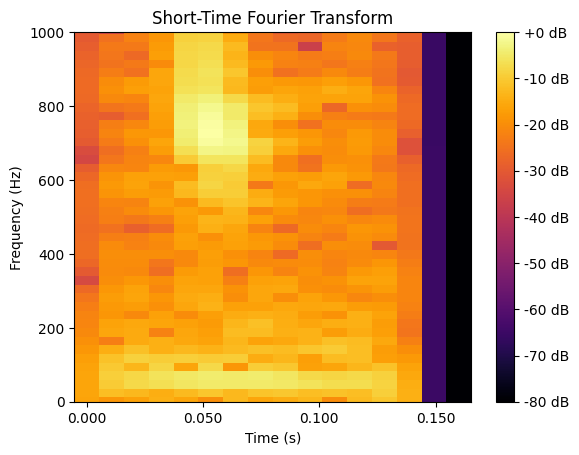 Short-Time Fourier Transform
1000
800
600
400
200
0
Frequency (Hz)
0.000
0.050
0.100
0.150
Time (s)
+0 dB
-10 dB
-20 dB
-30 dB
-40 dB
-50 dB
-60 dB
-70 dB
-80 dB